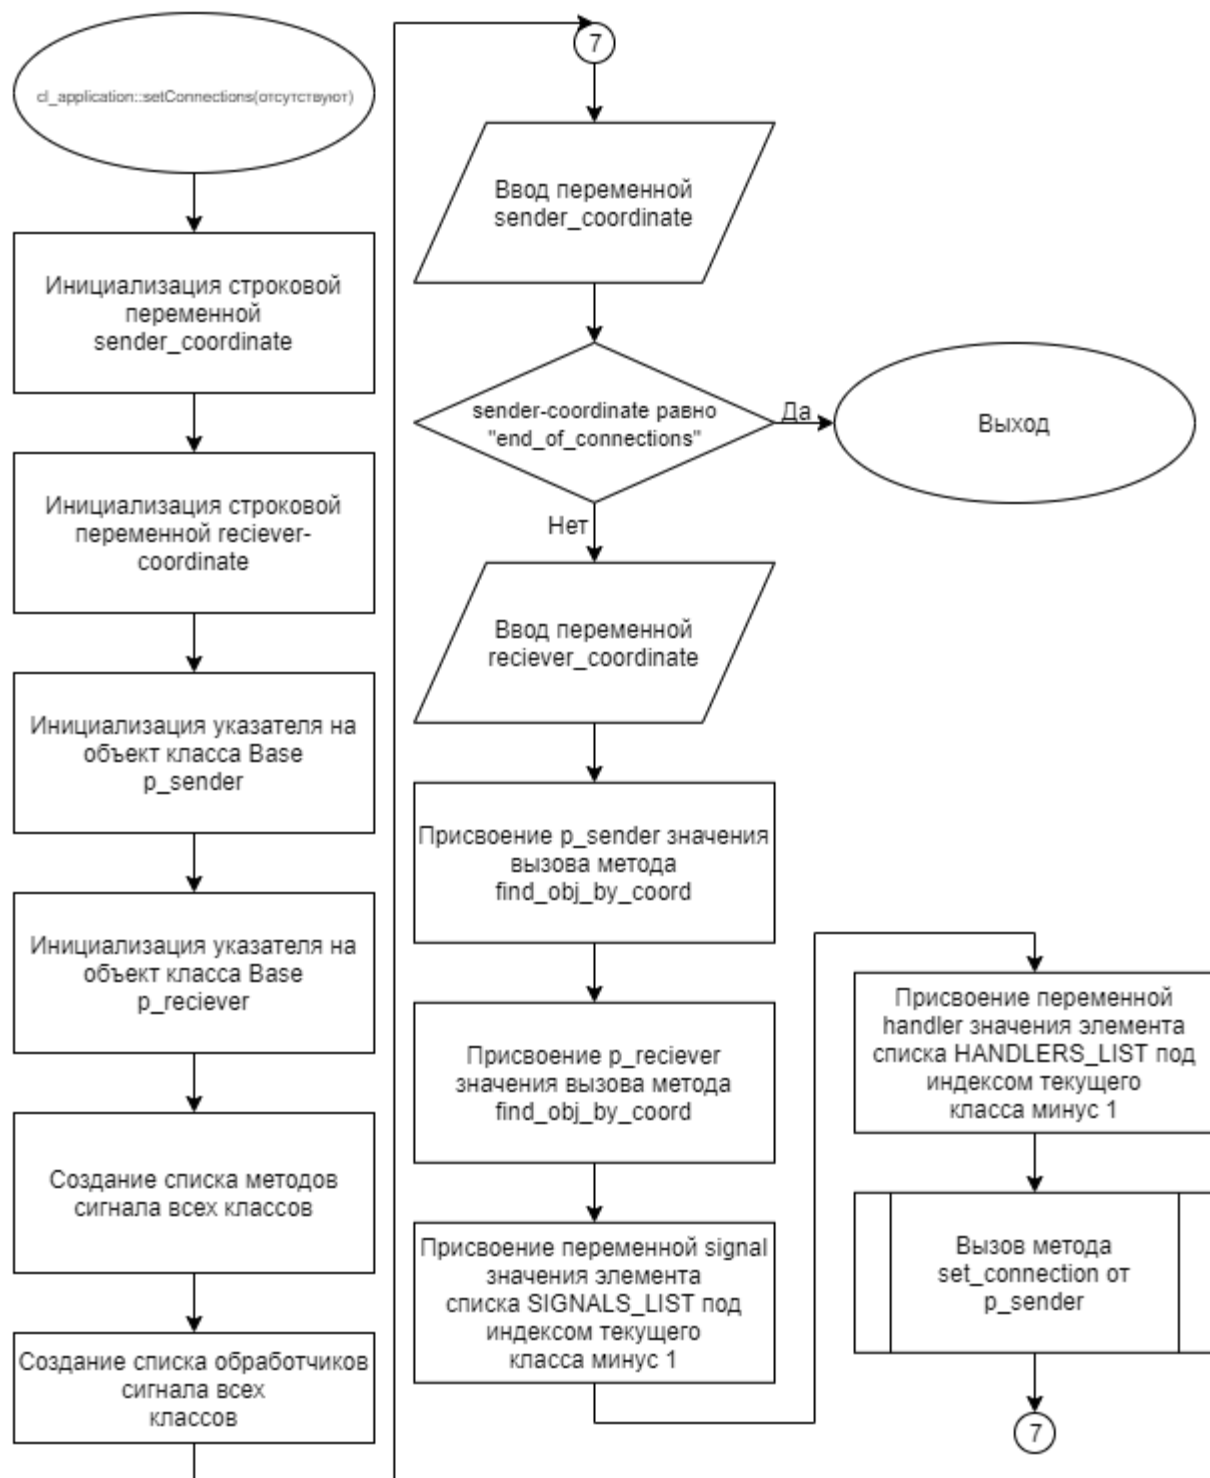 cl_application::setConnections(отсутствуют)
Инициализация строковой
переменной
sender_coordinate
Инициализация строковой
переменной reciever-
coordinate
Инициализация указателя на
объект класса Base
p_sender
Инициализация указателя на
объект класса Base
p_reciever
Создание списка методов
сигнала всех классов
Создание списка обработчиков
сигнала всех
классов
7
Ввод переменной
sender_coordinate
sender-coordinate равно
"end_of_connections"
Да
Выход
Нет
Ввод переменной
reciever_coordinate
Присвоение p_sender значения
вызова метода
find_obj_by_coord
Присвоение p_reciever
значения вызова метода
find_obj_by_coord
Присвоение переменной signal
значения элемента
списка SIGNALS_LIST под
индексом текущего
класса минус 1
Присвоение переменной
handler значения элемента
списка HANDLERS_LIST под
индексом текущего
класса минус 1
Вызов метода
set_connection от
p_sender
7